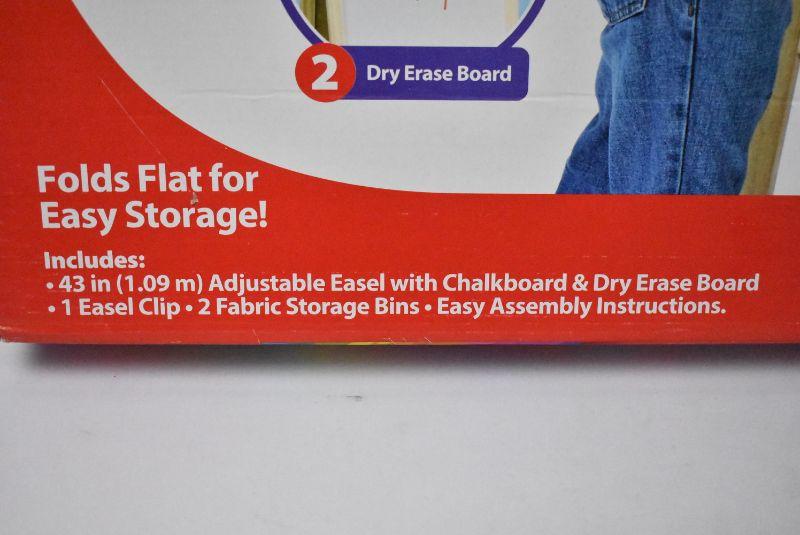 2 Dry Erase Board
Folds Flat for
Easy Storage!
Includes:
• 43 in (1.09 m) Adjustable Easel with Chalkboard & Dry Erase Board
• 1 Easel Clip • 2 Fabric Storage Bins • Easy Assembly Instructions.